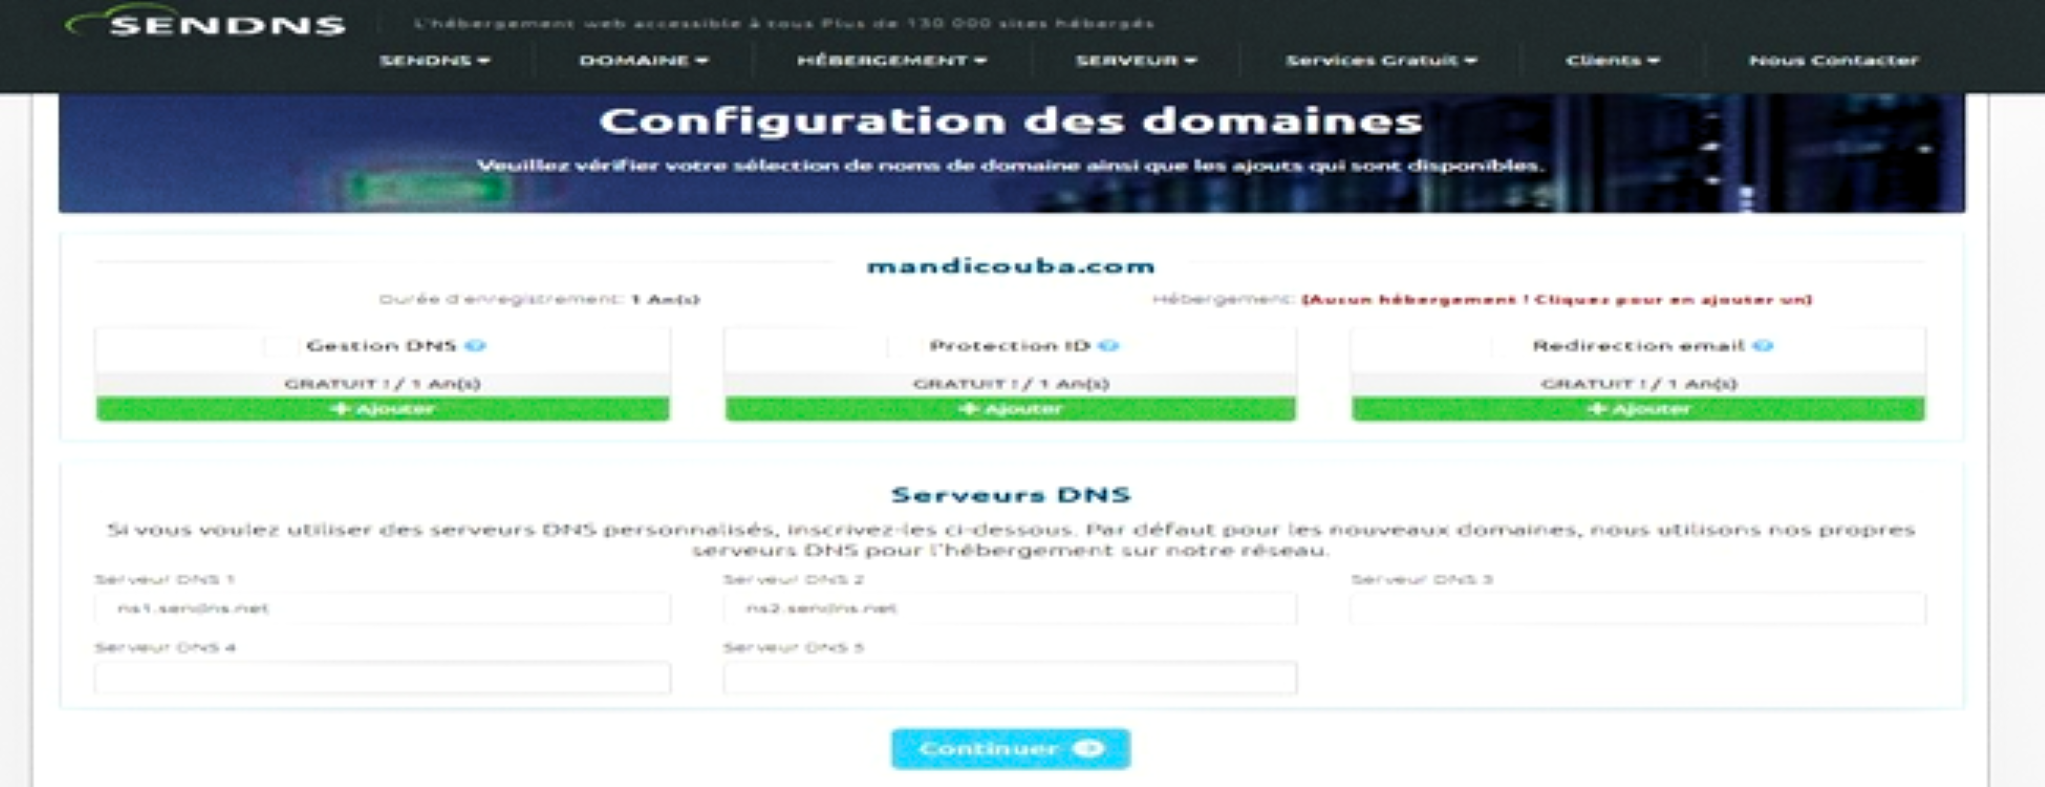 SENDNS
L'hébergement web accessible à tous Plus de 130 000 sites hébergés
SENDNS DOMAINE HÉBERGEMENT SERVEUR Services Gratuit Clients Nous Contacter
Configuration des domaines
Veuillez vérifier votre sélection de noms de domaine ainsi que les ajouts qui sont disponibles.
mandicouba.com
Durée d'enregistrement: 1 An(s)
Hébergement: (Aucun hébergement ! Cliquez pour en ajouter un)
Gestion DNS
GRATUIT ! / 1 An(s)
+ Ajouter
Protection ID
GRATUIT ! / 1 An(s)
+ Ajouter
Redirection email
GRATUIT ! / 1 An(s)
+ Ajouter
Serveurs DNS
Si vous voulez utiliser des serveurs DNS personnalisés, inscrivez-les ci-dessous. Par défaut pour les nouveaux domaines, nous utilisons nos propres
serveurs DNS pour l'hébergement sur notre réseau.
Serveur DNS 1
ns1.sendns.net
Serveur DNS 2
ns2.sendns.net
Serveur DNS 3
Serveur DNS 4
Serveur DNS 5
Continuer